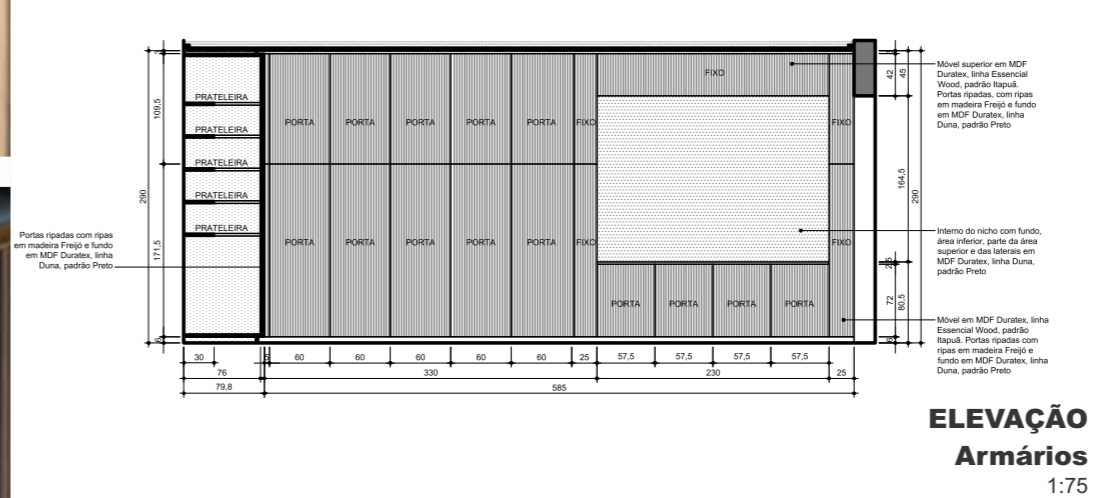 FIXO
Móvel superior em MDF
Duratex, linha Essencial
Wood, padrão Itapuã.
Portas ripadas, com ripas
em madeira Freijó e fundo
em MDF Duratex, linha
Duna, padrão Preto
42
45
109,5
PRATELEIRA
PORTA
PORTA
PORTA
PORTA
PORTA
FIXO
FIXO
PRATELEIRA
PRATELEIRA
PRATELEIRA
PRATELEIRA
290
164,5
290
Portas ripadas com ripas
em madeira Freijó e fundo
em MDF Duratex, linha
Duna, padrão Preto
171,5
PORTA
PORTA
PORTA
PORTA
PORTA
FIXO
FIXO
Interno do nicho com fundo,
área inferior, parte da área
superior e das laterais em
MDF Duratex, linha Duna,
padrão Preto
PORTA
PORTA
PORTA
PORTA
72
80,5
Móvel em MDF Duratex, linha
Essencial Wood, padrão
Itapuã. Portas ripadas com
ripas em madeira Freijó e
fundo em MDF Duratex, linha
Duna, padrão Preto
30
5
60
60
60
60
60
25
57,5
57,5
57,5
57,5
76
330
230
25
79,8
585
ELEVAÇÃO
Armários
1:75